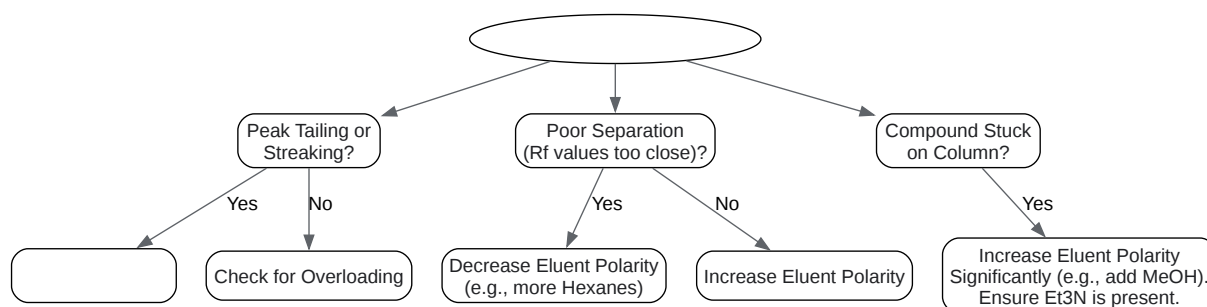 Peak Tailing or
Streaking?
Poor Separation
(Rf values too close)?
Compound Stuck
on Column?
Yes
No
Yes
No
Yes
Check for Overloading
Decrease Eluent Polarity
(e.g., more Hexanes)
Increase Eluent Polarity
Increase Eluent Polarity
Significantly (e.g., add MeOH).
Ensure Et3N is present.